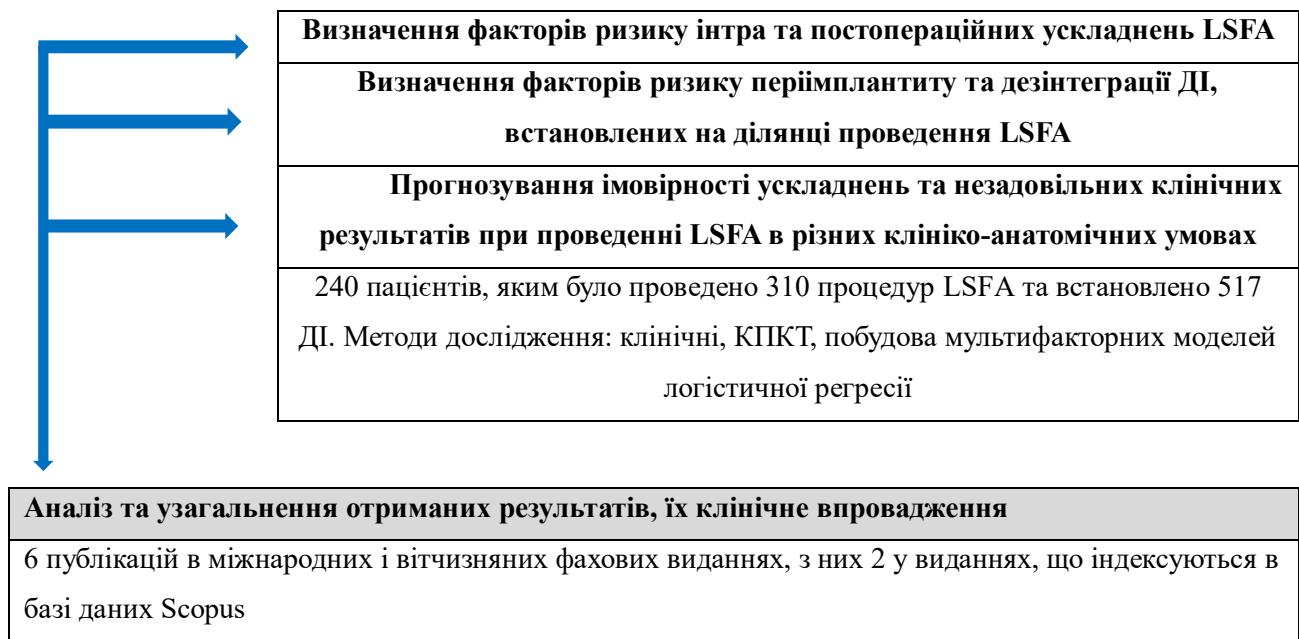 Визначення факторів ризику інтра та постопераційних ускладнень LSFA
Визначення факторів ризику періімплантиту та дезінтеграції ДІ,
встановлених на ділянці проведення LSFA
Прогнозування імовірності ускладнень та незадовільних клінічних
результатів при проведенні LSFA в різних клініко-анатомічних умовах
240 пацієнтів, яким було проведено 310 процедур LSFA та встановлено 517
ДІ. Методи дослідження: клінічні, КПКТ, побудова мультифакторних моделей
логістичної регресії
Аналіз та узагальнення отриманих результатів, їх клінічне впровадження
6 публікацій в міжнародних і вітчизняних фахових виданнях, з них 2 у виданнях, що індексуються в
базі даних Scopus